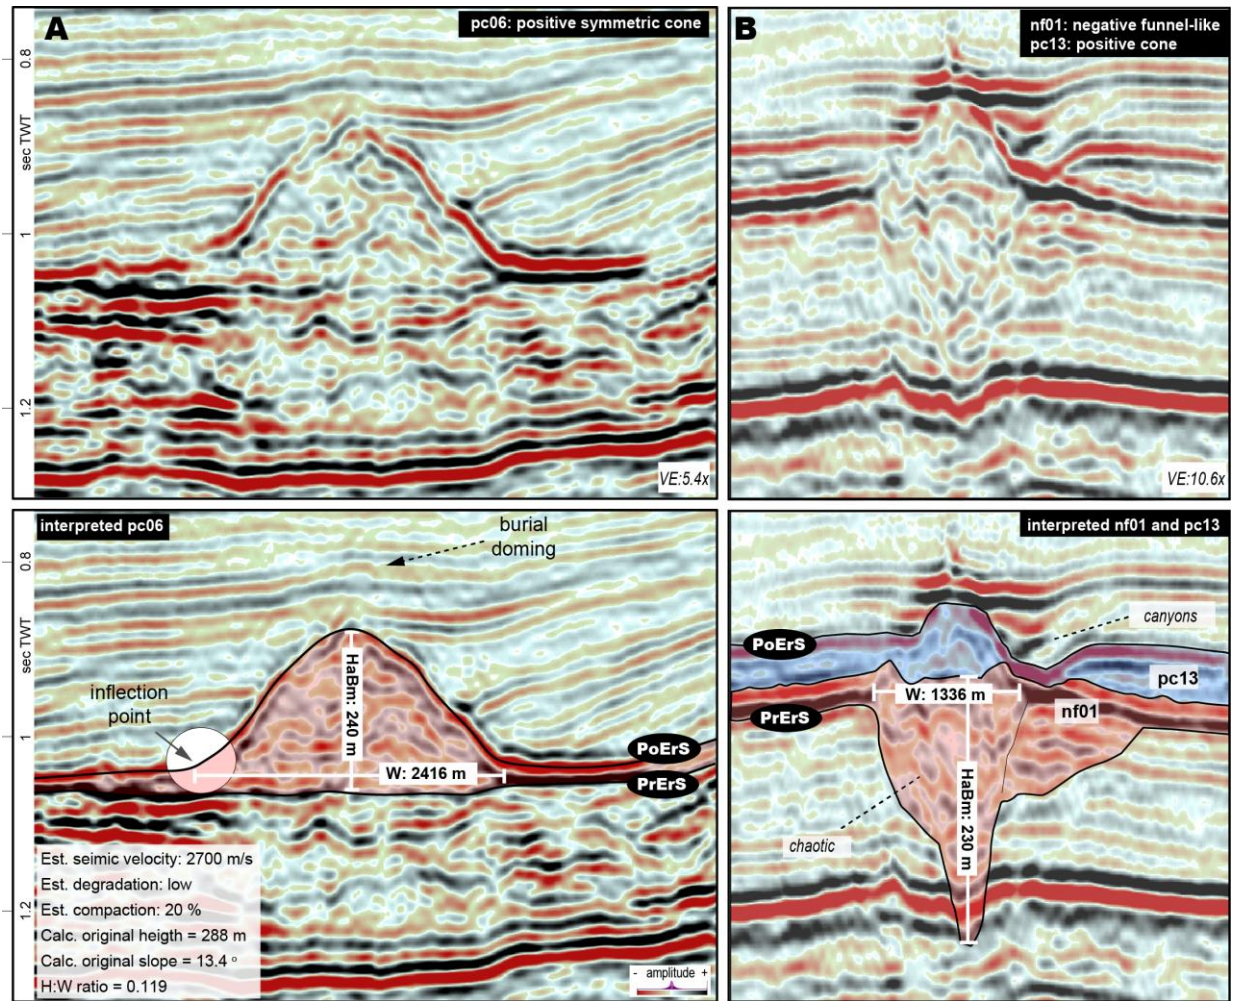 A
pc06: positive symmetric cone
0.8
sec TWT
1
1.2
VE:5.4x
B
nf01: negative funnel-like
pc13: positive cone
VE:10.6x
interpreted pc06
burial
doming
0.8
sec TWT
inflection
point
HaBm: 240 m
1
W: 2416 m
PoErS
PrErS
Est. seimic velocity: 2700 m/s
Est. degradation: low
Est. compaction: 20 %
1.2
Calc. original heigth = 288 m
Calc. original slope = 13.4 °
H:W ratio = 0.119
- amplitude +
interpreted nf01 and pc13
canyons
PoErS
pc13
W: 1336 m
nf01
PrErS
HaBm: 230 m
chaotic